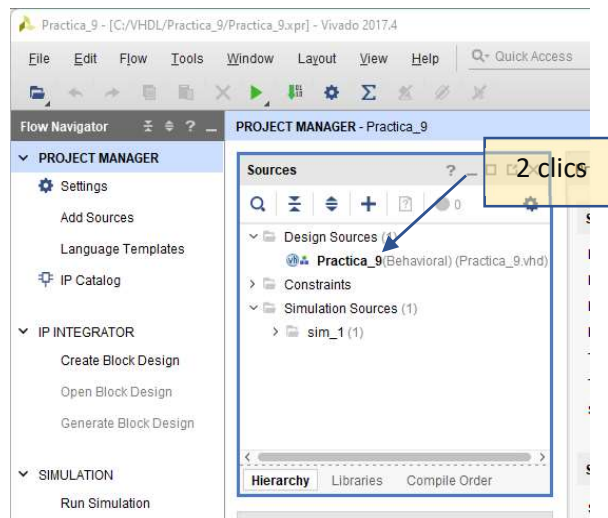 Practica_9 - [C:/VHDL/Practica_9/Practica_9.xpr] - Vivado 2017.4
File Edit Flow Tools Window Layout View Help Quick Access
Flow Navigator
PROJECT MANAGER - Practica_9
PROJECT MANAGER
Settings
Add Sources
Language Templates
IP Catalog
IP INTEGRATOR
Create Block Design
Open Block Design
Generate Block Design
SIMULATION
Run Simulation
Sources
2 clics
0
Design Sources (1)
Practica_9(Behavioral) (Practica_9.vhd)
Constraints
Simulation Sources (1)
sim_1 (1)
Hierarchy Libraries Compile Order